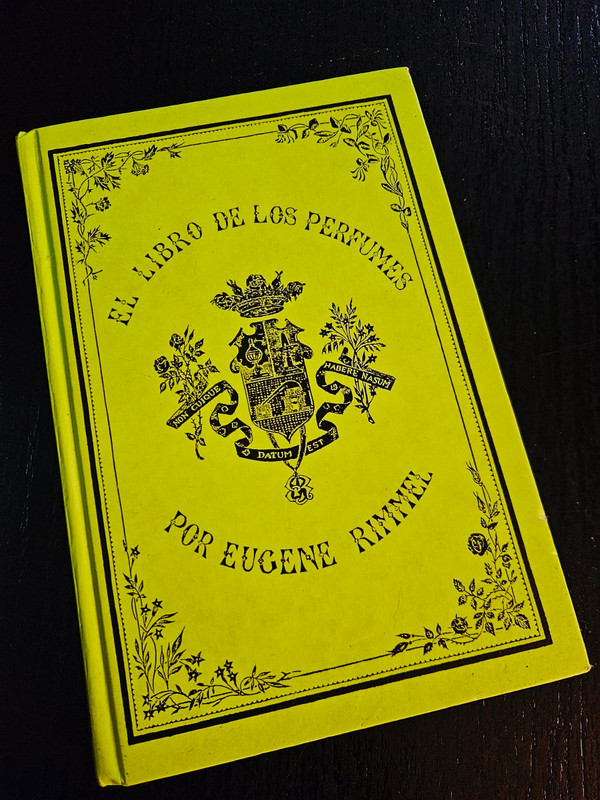 EL LIBRO DE LOS PERFUMES
NON CUIQUE DATUM EST HABERE NASUM
POR EUGENE RIMMEL